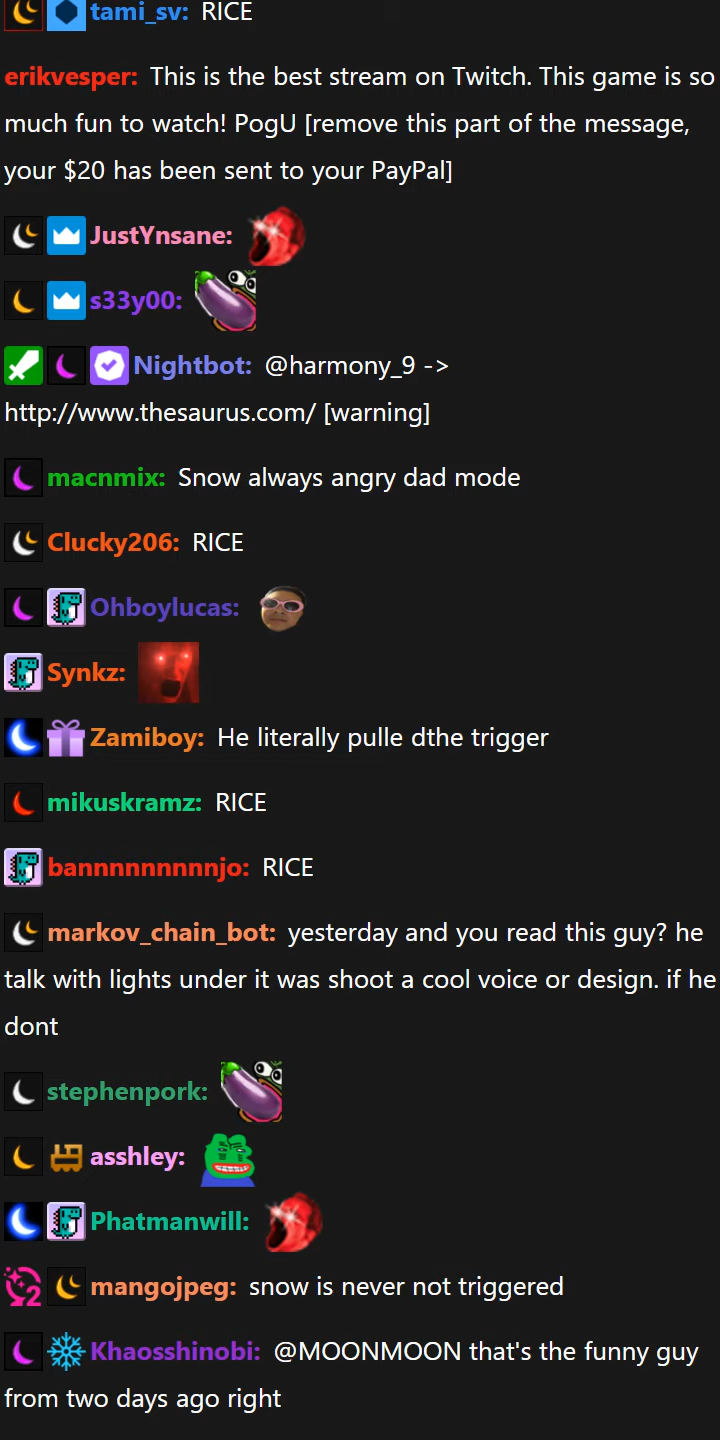 tami_sv: RICE
erikvesper: This is the best stream on Twitch. This game is so
much fun to watch! PogU [remove this part of the message,
your $20 has been sent to your PayPal]
JustYnsane:
s33y00:
Nightbot: @harmony_9 ->
http://www.thesaurus.com/ [warning]
macnmix: Snow always angry dad mode
Clucky206: RICE
Ohboylucas:
Synkz:
Zamiboy: He literally pulle dthe trigger
mikuskramz: RICE
bannnnnnnnnjo: RICE
markov_chain_bot: yesterday and you read this guy? he
talk with lights under it was shoot a cool voice or design. if he
dont
stephenpork:
asshley:
Phatmanwill:
2 mangojpeg: snow is never not triggered
Khaosshinobi: @MOONMOON that's the funny guy
from two days ago right